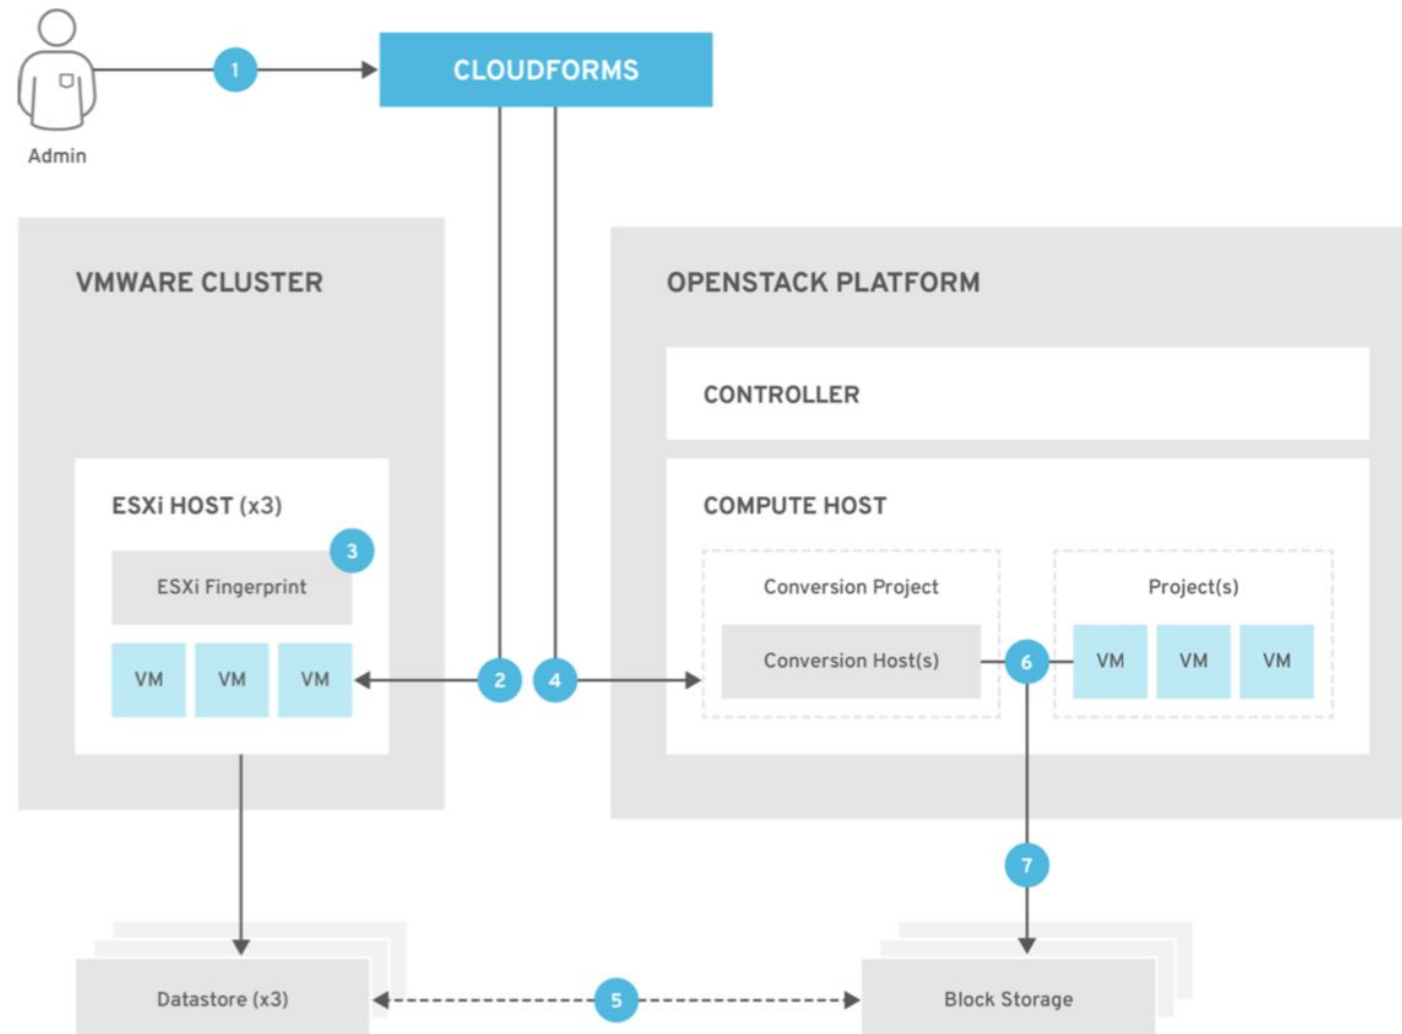 1
CLOUDFORMS
Admin
VMWARE CLUSTER
OPENSTACK PLATFORM
CONTROLLER
ESXi HOST (x3)
COMPUTE HOST
3
ESXi Fingerprint
Conversion Project
Project(s)
Conversion Host(s)
6
VM VM VM
VM VM VM
2
4
7
Datastore (x3)
5
Block Storage